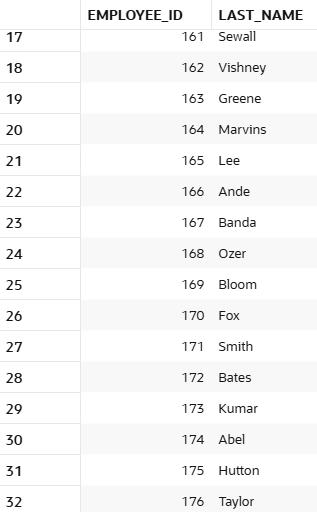 EMPLOYEE_ID LAST_NAME
17 161 Sewall
18 162 Vishney
19 163 Greene
20 164 Marvins
21 165 Lee
22 166 Ande
23 167 Banda
24 168 Ozer
25 169 Bloom
26 170 Fox
27 171 Smith
28 172 Bates
29 173 Kumar
30 174 Abel
31 175 Hutton
32 176 Taylor